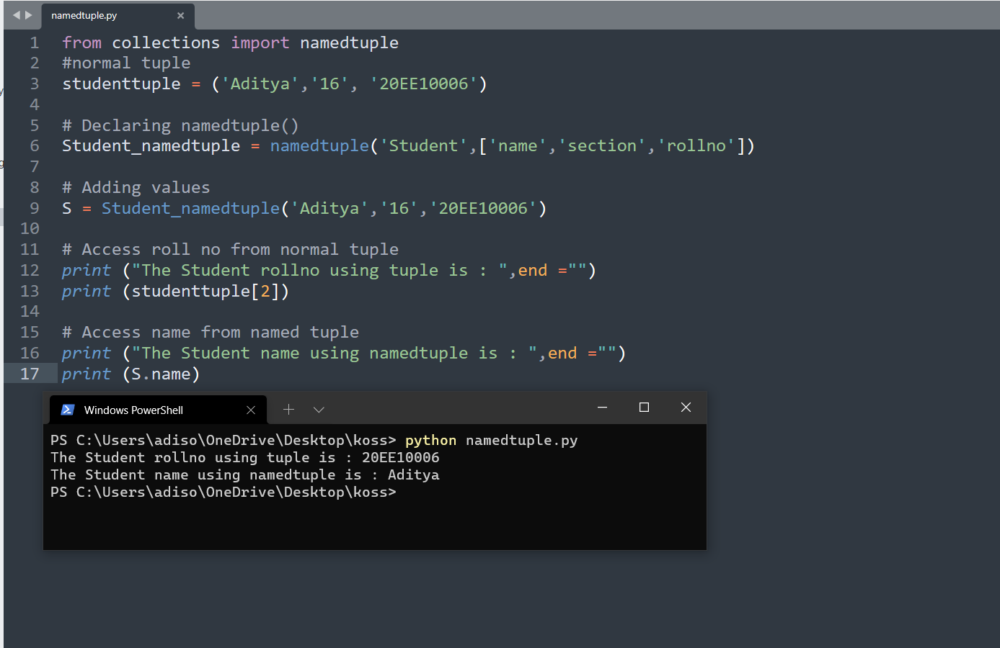 namedtuple.py
1 from collections import namedtuple
2 #normal tuple
3 studenttuple = ('Aditya','16', '20EE10006')
4
5 # Declaring namedtuple()
6 Student_namedtuple = namedtuple('Student',['name','section','rollno'])
7
8 # Adding values
9 S = Student_namedtuple('Aditya','16','20EE10006')
10
11 # Access roll no from normal tuple
12 print ("The Student rollno using tuple is : ",end ="")
13 print (studenttuple[2])
14
15 # Access name from named tuple
16 print ("The Student name using namedtuple is : ",end ="")
17 print (S.name)
Windows PowerShell
PS C:\Users\adiso\OneDrive\Desktop\koss> python namedtuple.py
The Student rollno using tuple is : 20EE10006
The Student name using namedtuple is : Aditya
PS C:\Users\adiso\OneDrive\Desktop\koss>